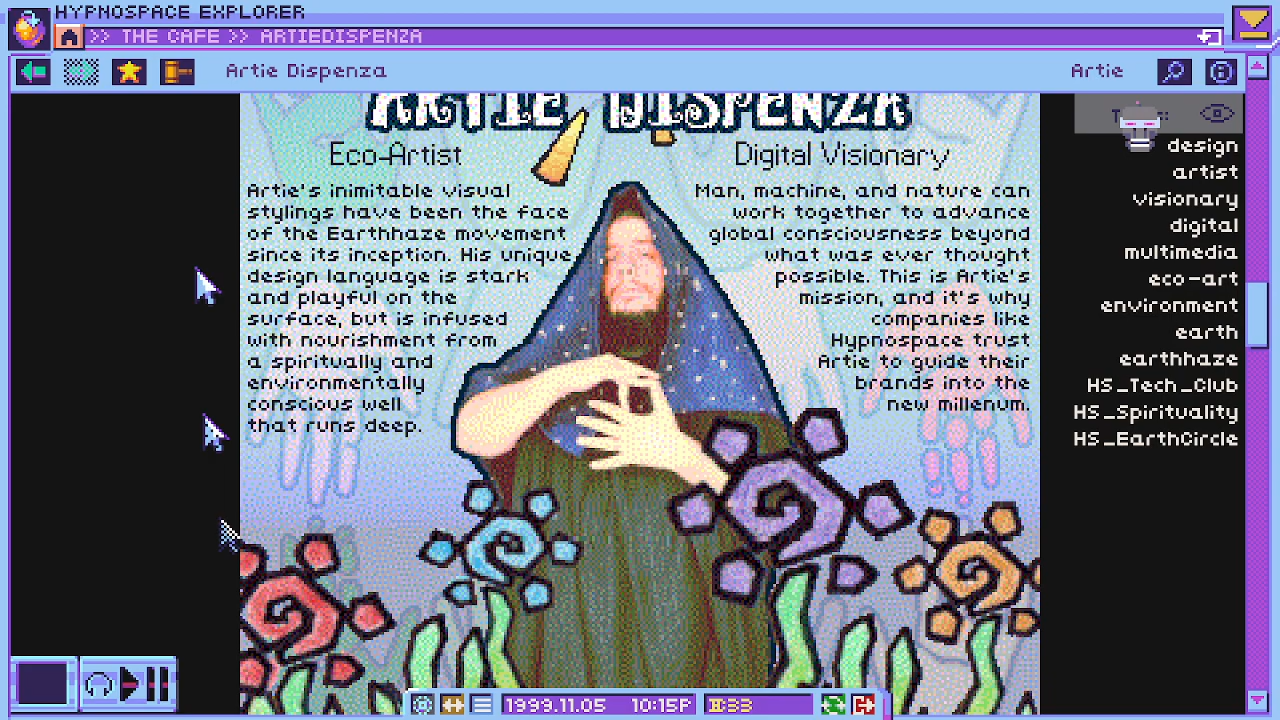 HYPNOSPACE EXPLORER
>> THE CAFE >> ARTIEDISPENZA
Artie Dispenza
Artie
ARTIE DISPENZA
Eco-Artist
Artie's inimitable visual
stylings have been the face
of the Earthhaze movement
since its inception. His unique
design language is stark
and playful on the
surface, but is infused
with nourishment from
a spiritually and
environmentally
conscious well
that runs deep.
Digital Visionary
Man, machine, and nature can
work together to advance
global consciousness beyond
what was ever thought
possible. This is Artie's
mission, and it's why
companies like
Hypnospace trust
Artie to guide their
brands into the
new millenum.
design
artist
visionary
digital
multimedia
eco-art
environment
earth
earthhaze
HS_Tech_Club
HS_Spirituality
HS_EarthCircle
1999.11.05 10:15P